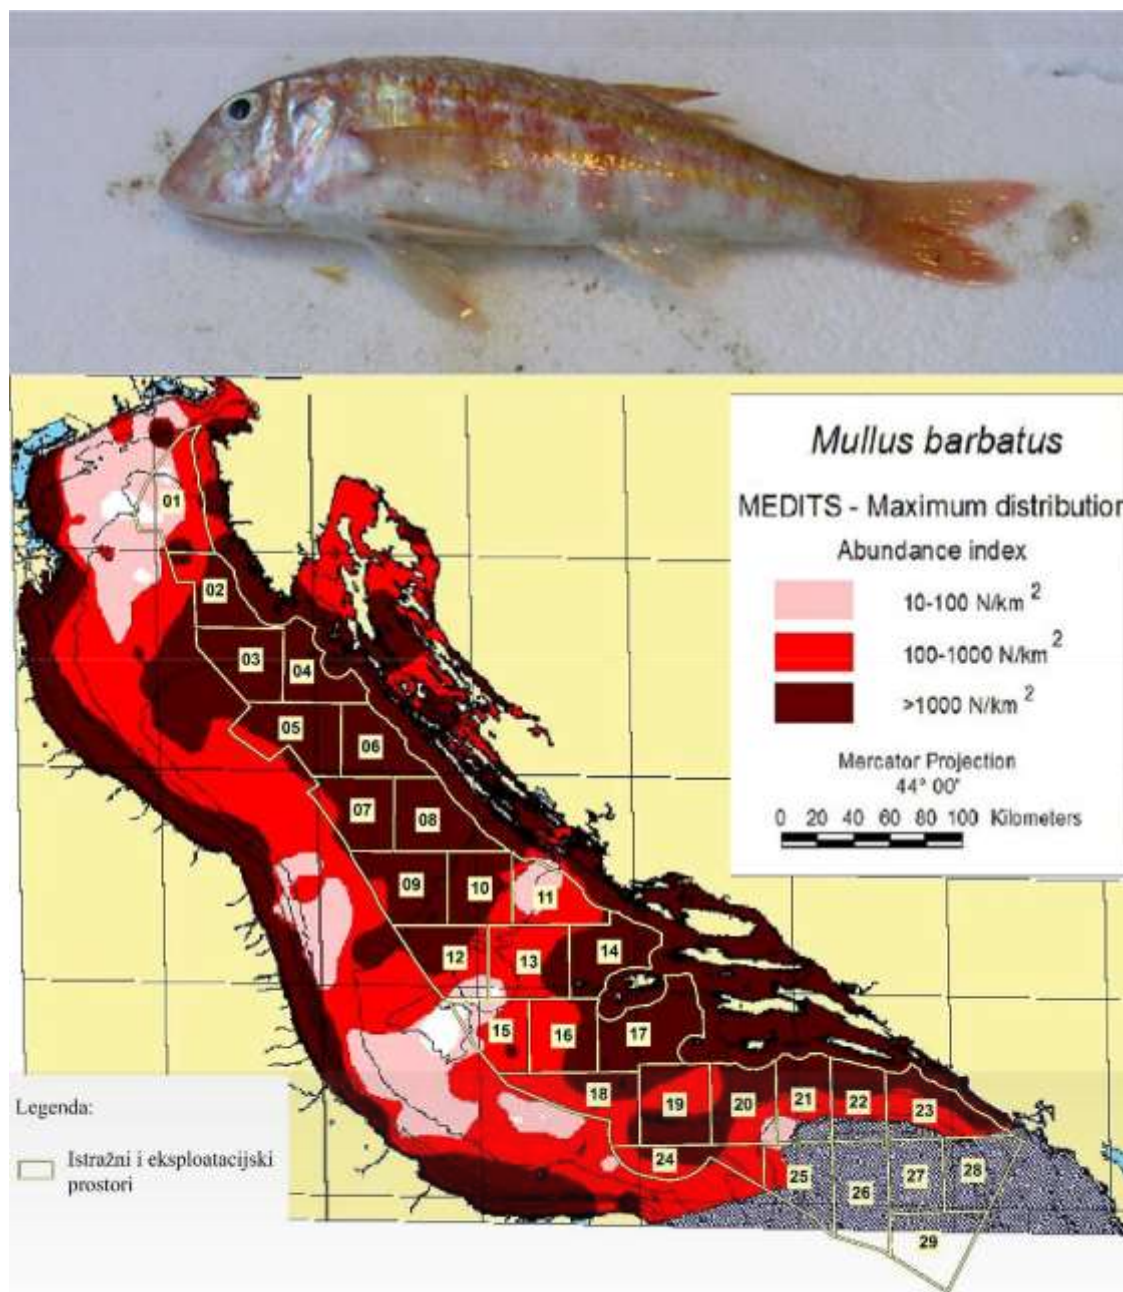 Mullus barbatus
MEDITS - Maximum distribution
Abundance index
10-100 N/km 2
100-1000 N/km2
>1000 N/km 2
Mercator Projection
44° 00'
0 20 40 60 80 100 Kilometers
01
02
03
04
05
06
07
08
09
10
11
12
13
14
15
16
17
18
19
20
21
22
23
24
25
26
27
28
29
Legenda:
Istražni i eksploatacijski
prostori